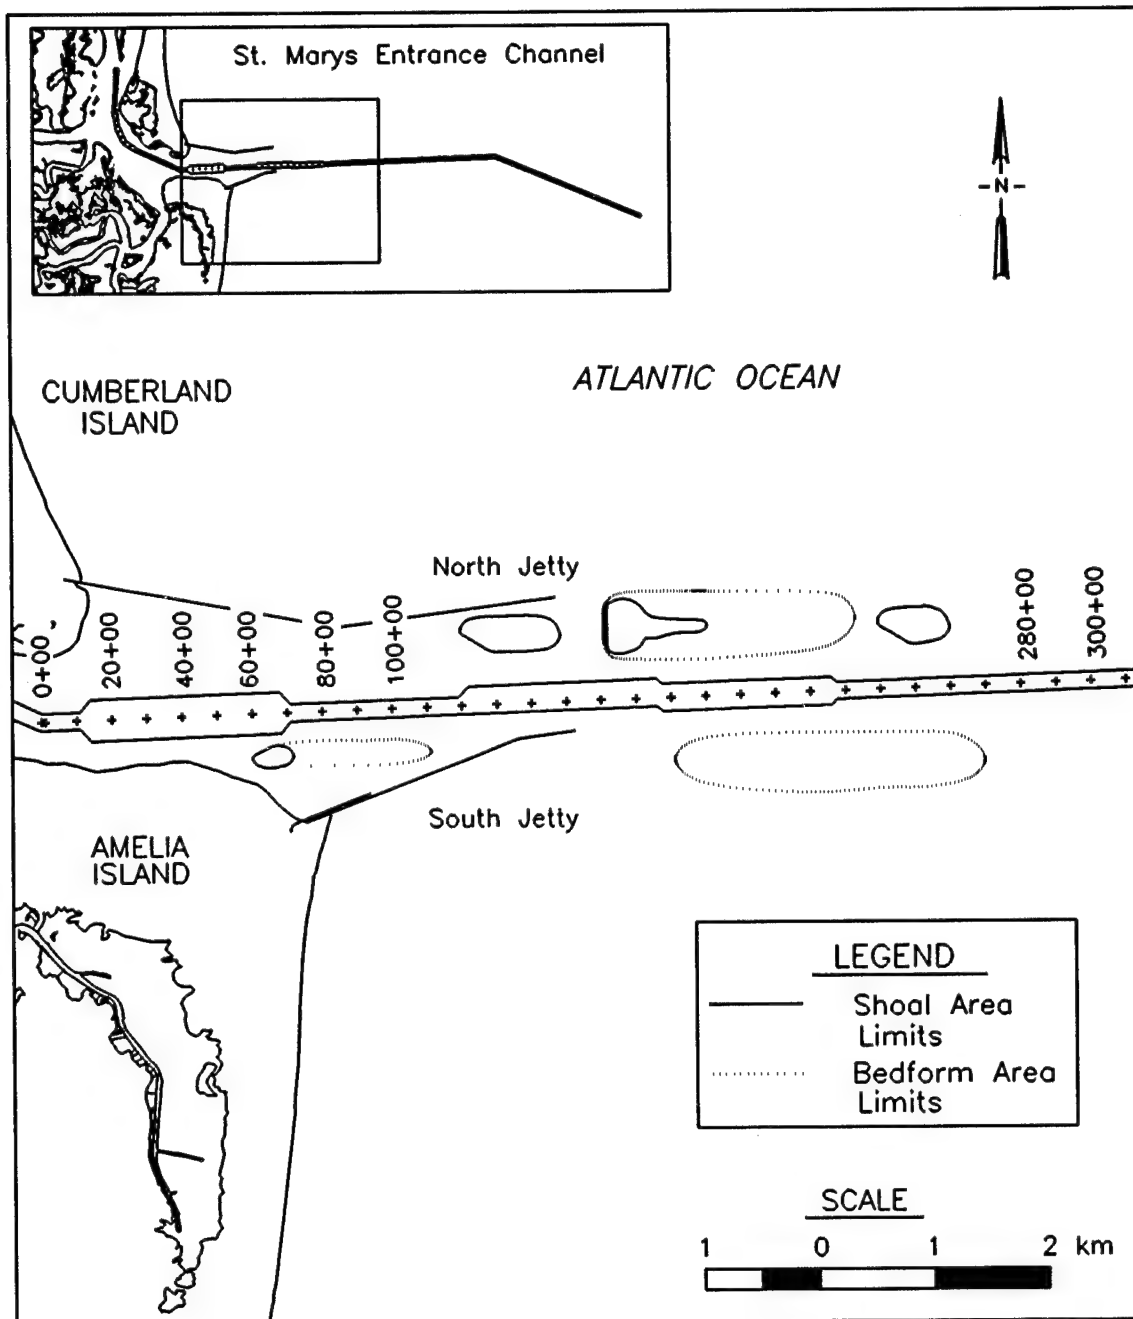 St. Marys Entrance Channel
-N-
CUMBERLAND
ISLAND
ATLANTIC OCEAN
North Jetty
0+00
20+00
40+00
60+00
80+00
100+00
280+00
300+00
South Jetty
AMELIA
ISLAND
LEGEND
Shoal Area
Limits
Bedform Area
Limits
SCALE
1 0 1 2 km